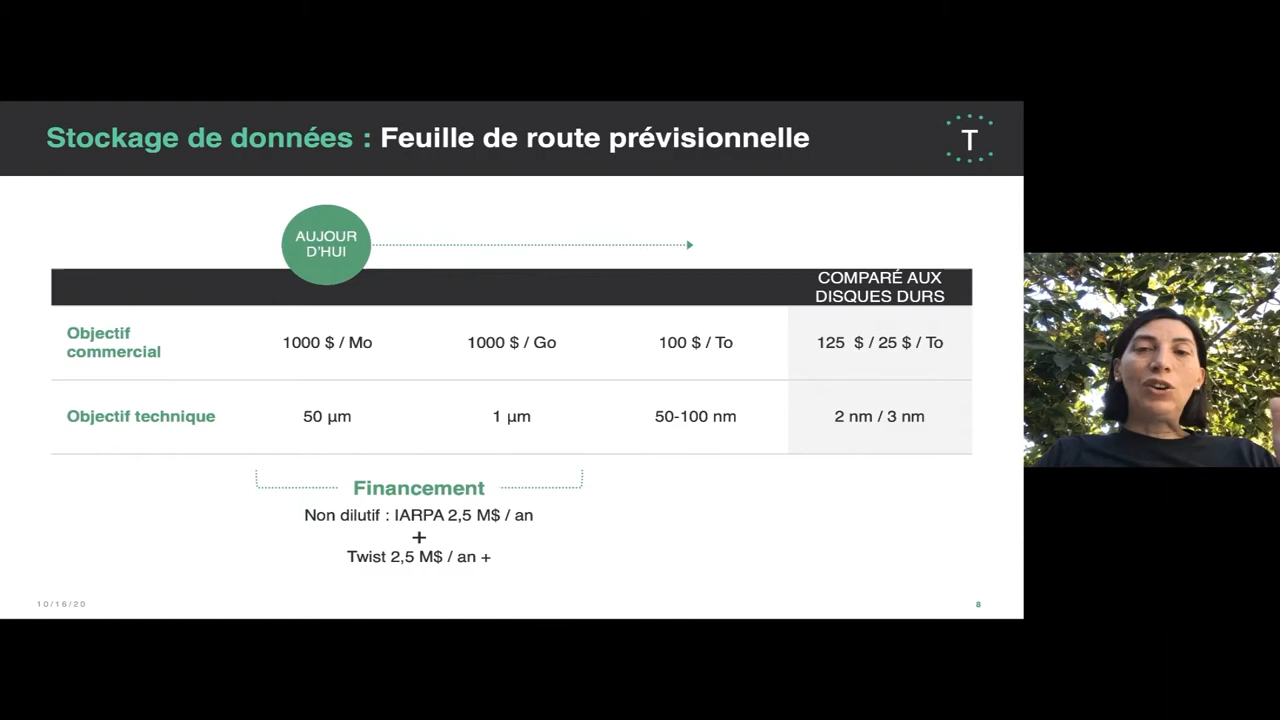 Stockage de données : Feuille de route prévisionnelle
T
AUJOUR
D'HUI
COMPARÉ AUX
DISQUES DURS
Objectif
commercial
1000 $ / Mo
1000 $ / Go
100 $ / To
125 $ / 25 $ / To
Objectif technique
50 µm
1 µm
50-100 nm
2 nm / 3 nm
Financement
Non dilutif : IARPA 2,5 M$ / an
+
Twist 2,5 M$ / an +
10/16/20
8